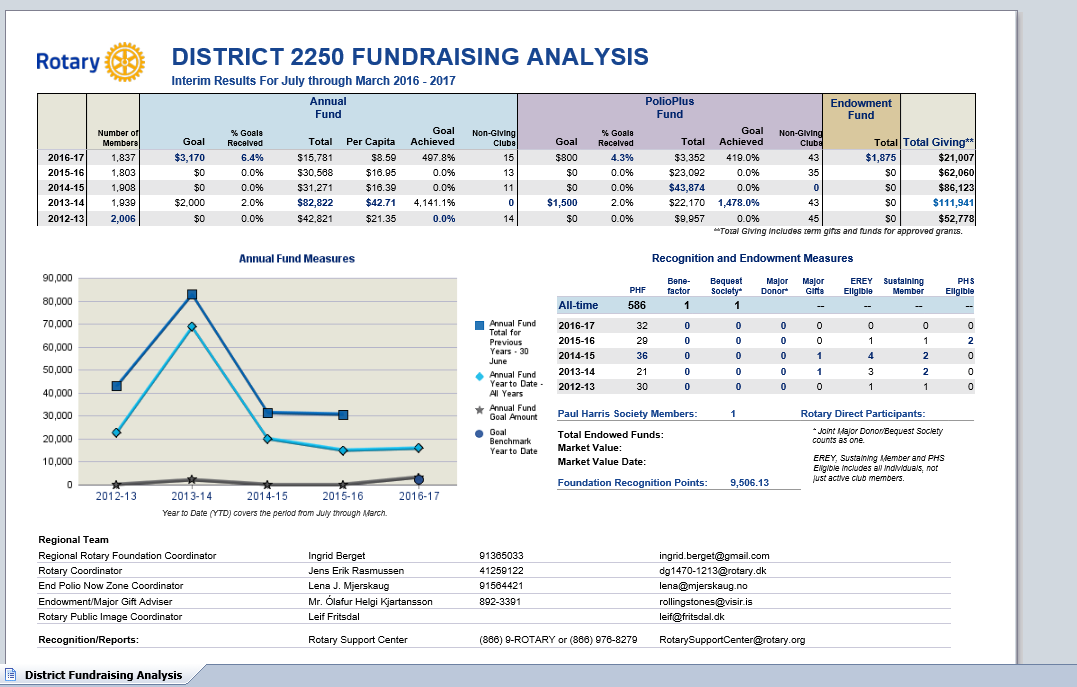 Rotary
DISTRICT 2250 FUNDRAISING ANALYSIS
Interim Results For July through March 2016 - 2017
Annual Fund PolioPlus Fund Endowment Fund
Number of Members Goal % Goals Received Total Per Capita Goal Achieved Non-Giving Clubs Goal % Goals Received Total Goal Achieved Non-Giving Clubs Total Total Giving**
2016-17 1,837 $3,170 6.4% $15,781 $8.59 497.8% 15 $800 4.3% $3,352 419.0% 43 $1,875 $21,007
2015-16 1,803 $0 0.0% $30,568 $16.95 0.0% 13 $0 0.0% $23,092 0.0% 35 $0 $62,060
2014-15 1,908 $0 0.0% $31,271 $16.39 0.0% 11 $0 0.0% $43,874 0.0% 0 $0 $86,123
2013-14 1,939 $2,000 2.0% $82,822 $42.71 4,141.1% 0 $1,500 2.0% $22,170 1,478.0% 43 $0 $111,941
2012-13 2,006 $0 0.0% $42,821 $21.35 0.0% 14 $0 0.0% $9,957 0.0% 45 $0 $52,778
**Total Giving includes term gifts and funds for approved grants.
Annual Fund Measures
90,000
80,000
70,000
60,000
50,000
40,000
30,000
20,000
10,000
0
2012-13 2013-14 2014-15 2015-16 2016-17
Year to Date (YTD) covers the period from July through March.
Annual Fund
Total for
Previous
Years - 30
June
Annual Fund
Year to Date -
All Years
Annual Fund
Goal Amount
Goal
Benchmark
Year to Date
Recognition and Endowment Measures
PHF Bene-factor Bequest Society* Major Donor* Major Gifts EREY Eligible Sustaining Member PHS Eligible
All-time 586 1 1 -- -- -- --
2016-17 32 0 0 0 0 0 0 0
2015-16 29 0 0 0 0 1 1 2
2014-15 36 0 0 0 1 4 2 0
2013-14 21 0 0 0 1 3 2 0
2012-13 30 0 0 0 0 1 1 0
Paul Harris Society Members: 1 Rotary Direct Participants:
Total Endowed Funds:
Market Value:
Market Value Date:
Foundation Recognition Points: 9,506.13
* Joint Major Donor/Bequest Society
counts as one.
EREY, Sustaining Member and PHS
Eligible includes all individuals, not
just active club members.
Regional Team
Regional Rotary Foundation Coordinator Ingrid Berget 91365033 ingrid.berget@gmail.com
Rotary Coordinator Jens Erik Rasmussen 41259122 dg1470-1213@rotary.dk
End Polio Now Zone Coordinator Lena J. Mjerskaug 91564421 lena@mjerskaug.no
Endowment/Major Gift Adviser Mr. Ólafur Helgi Kjartansson 892-3391 rollingstones@visir.is
Rotary Public Image Coordinator Leif Fritsdal leif@fritsdal.dk
Recognition/Reports: Rotary Support Center (866) 9-ROTARY or (866) 976-8279 RotarySupportCenter@rotary.org
District Fundraising Analysis